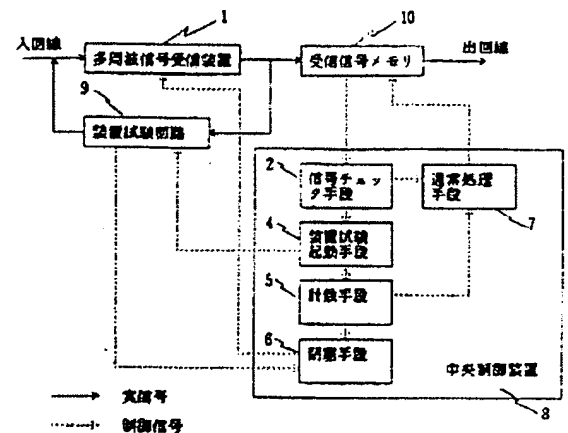 1
10
入回線
多周波信号受信装置
受信信号メモリ
出回線
9
装置試験回路
2
信号チェッ
ク手段
通常処理
手段
7
4
装置試験
起動手段
5
計数手段
6
閉塞手段
中央制御装置
8
実信号
制御信号